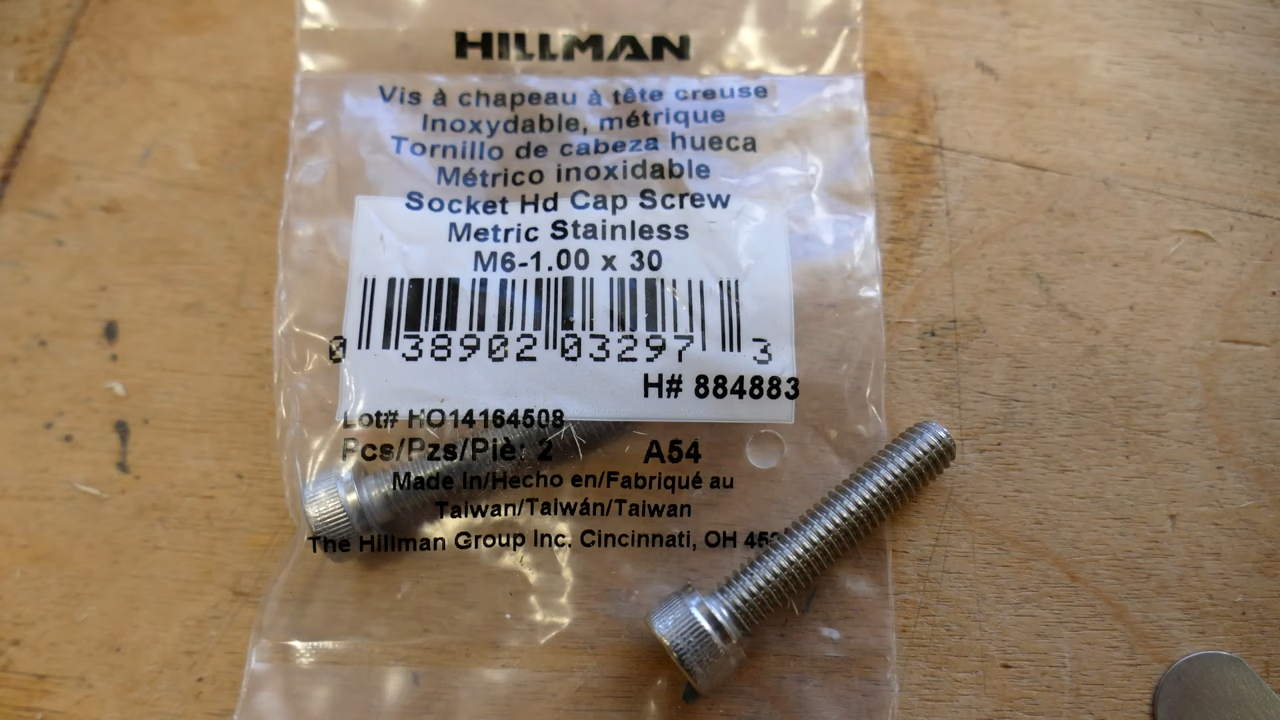 HILLMAN
Vis à chapeau à tête creuse
Inoxydable, métrique
Tornillo de cabeza hueca
Métrico inoxidable
Socket Hd Cap Screw
Metric Stainless
M6-1.00 x 30
0 38902 03297 3
H# 884883
Lot# HO14164508
Pcs/Pzs/Piè: 2 A54
Made In/Hecho en/Fabriqué au
Taiwan/Taiwán/Taiwan
The Hillman Group Inc. Cincinnati, OH